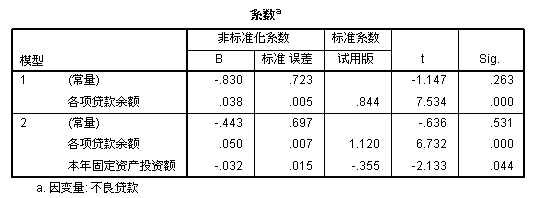 系数a
模型 非标准化系数 标准系数 t Sig.
B 标准 误差 试用版
1 (常量) -.830 .723 -1.147 .263
各项贷款余额 .038 .005 .844 7.534 .000
2 (常量) -.443 .697 -.636 .531
各项贷款余额 .050 .007 1.120 6.732 .000
本年固定资产投资额 -.032 .015 -.355 -2.133 .044
a. 因变量: 不良贷款